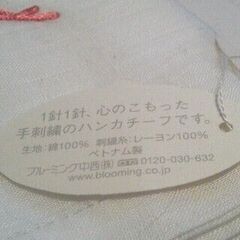 1針1針、心のこもった
手刺繍のハンカチーフです。
生地:綿100% 刺繍糸:レーヨン100%
ベトナム製
ブルーミング中西(株) 0120-030-632
www.blooming.co.jp